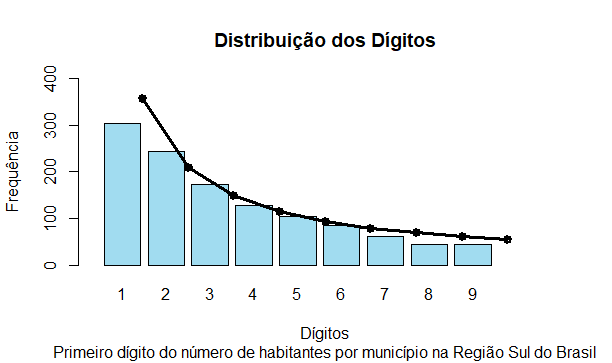 Distribuição dos Dígitos
Frequência
400
300
200
100
0
1 2 3 4 5 6 7 8 9
Dígitos
Primeiro dígito do número de habitantes por município na Região Sul do Brasil